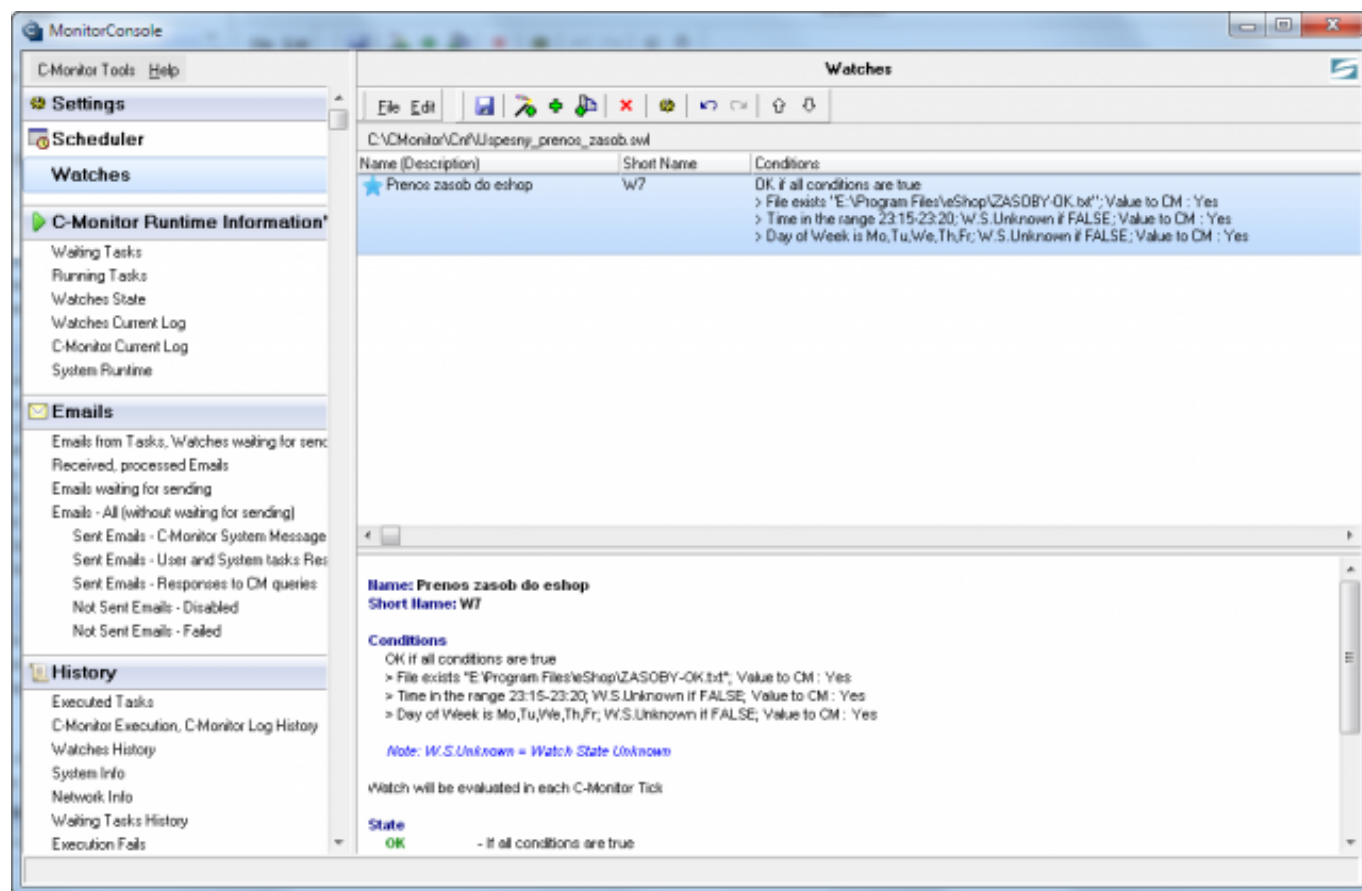 MonitorConsole
C-Monitor Tools Help
Watches
Settings
File Edit
Scheduler
C:\CMonitor\Cnf\Uspesny_prenos_zasob.swl
Watches
Name (Description) Short Name Conditions
Prenos zasob do eshop W7 OK if all conditions are true
> File exists "E:\Program Files\eShop\ZASOBY-OK.txt"; Value to CM : Yes
> Time in the range 23:15-23:20; W.S.Unknown if FALSE; Value to CM : Yes
> Day of Week is Mo,Tu,We,Th,Fr; W.S.Unknown if FALSE; Value to CM : Yes
C-Monitor Runtime Information"
Waiting Tasks
Running Tasks
Watches State
Watches Current Log
C-Monitor Current Log
System Runtime
Emails
Emails from Tasks, Watches waiting for senc
Received, processed Emails
Emails waiting for sending
Emails - All (without waiting for sending)
Sent Emails - C-Monitor System Message
Sent Emails - User and System tasks Res
Sent Emails - Responses to CM queries
Not Sent Emails - Disabled
Not Sent Emails - Failed
History
Executed Tasks
C-Monitor Execution, C-Monitor Log History
Watches History
System Info
Network Info
Waiting Tasks History
Execution Fails
Name: Prenos zasob do eshop
Short Name: W7
Conditions
OK if all conditions are true
> File exists "E:\Program Files\eShop\ZASOBY-OK.txt"; Value to CM : Yes
> Time in the range 23:15-23:20; W.S.Unknown if FALSE; Value to CM : Yes
> Day of Week is Mo,Tu,We,Th,Fr; W.S.Unknown if FALSE; Value to CM : Yes
Note: W.S.Unknown = Watch State Unknown
Watch will be evaluated in each C-Monitor Tick
State
OK - If all conditions are true